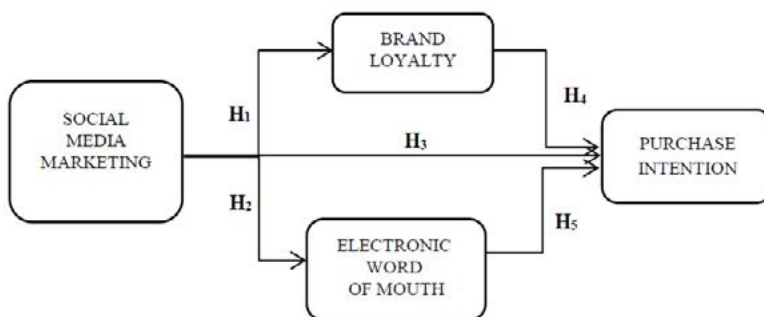 BRAND
LOYALTY
SOCIAL
MEDIA
MARKETING
H1
H4
H3
PURCHASE
INTENTION
H2
H5
ELECTRONIC
WORD
OF MOUTH